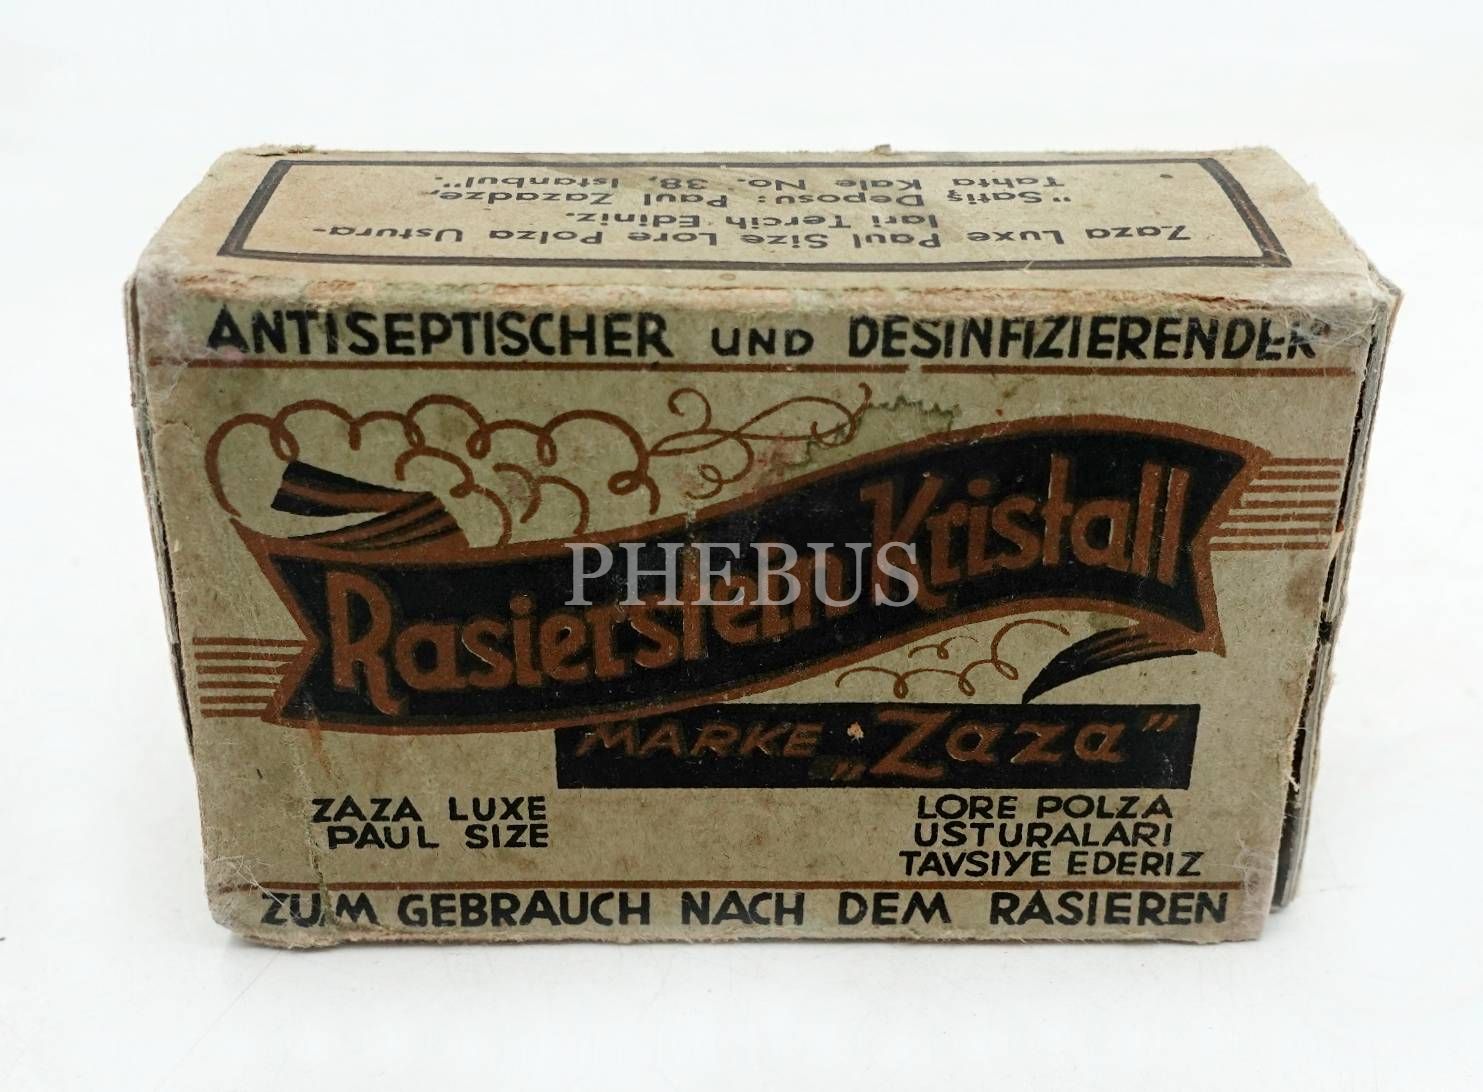 Zaza Luxe Paul Size Lore Polza Ustura-
ları Tercih Ediniz.
"Satiş Deposu: Paul Zazadze,
Tahta Kale No. 38, Istanbul".
ANTISEPTISCHER UND DESINFIZIERENDER
Rasierstein Kristall
PHEBUS
MARKE „Zaza”
ZAZA LUXE
PAUL SIZE
LORE POLZA
USTURALARI
TAVSIYE EDERIZ
ZUM GEBRAUCH NACH DEM RASIEREN